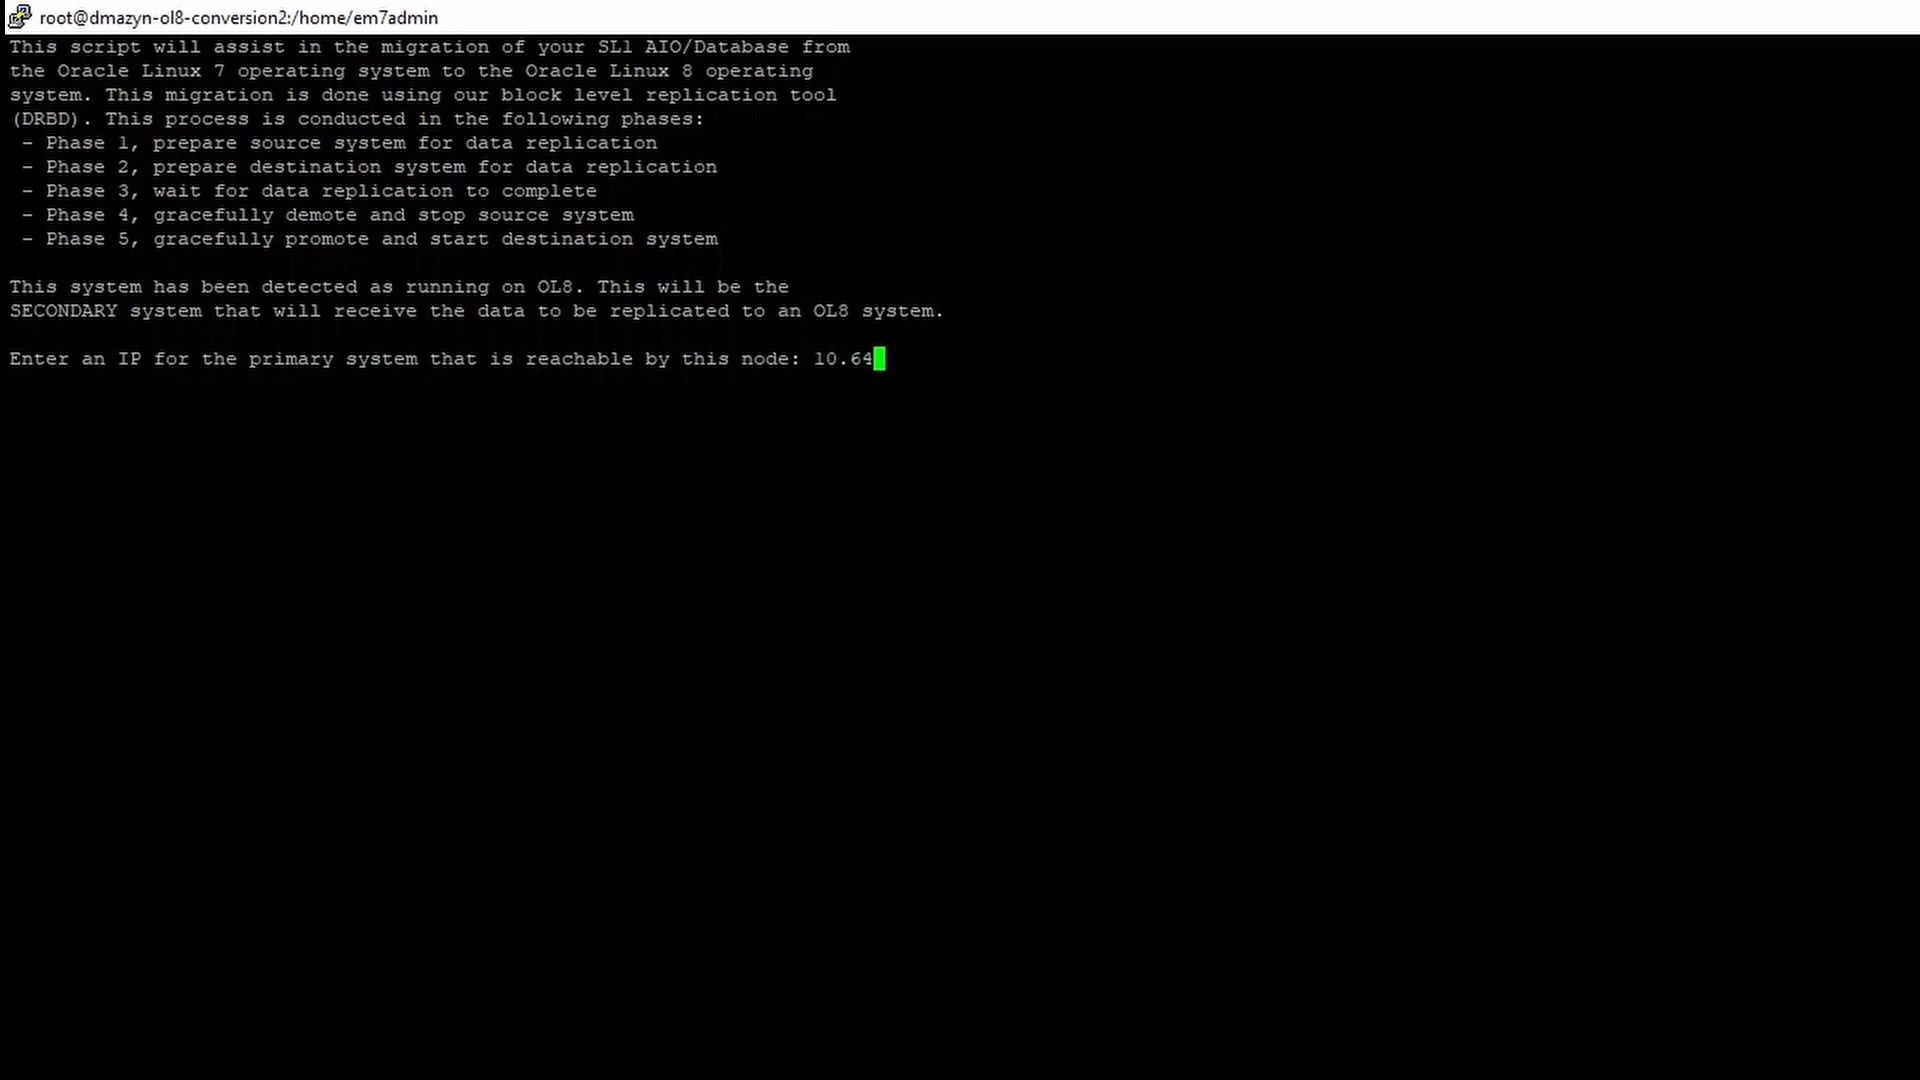 root@dmazyn-ol8-conversion2:/home/em7admin
This script will assist in the migration of your SL1 AIO/Database from
the Oracle Linux 7 operating system to the Oracle Linux 8 operating
system. This migration is done using our block level replication tool
(DRBD). This process is conducted in the following phases:
- Phase 1, prepare source system for data replication
- Phase 2, prepare destination system for data replication
- Phase 3, wait for data replication to complete
- Phase 4, gracefully demote and stop source system
- Phase 5, gracefully promote and start destination system
This system has been detected as running on OL8. This will be the
SECONDARY system that will receive the data to be replicated to an OL8 system.
Enter an IP for the primary system that is reachable by this node: 10.64